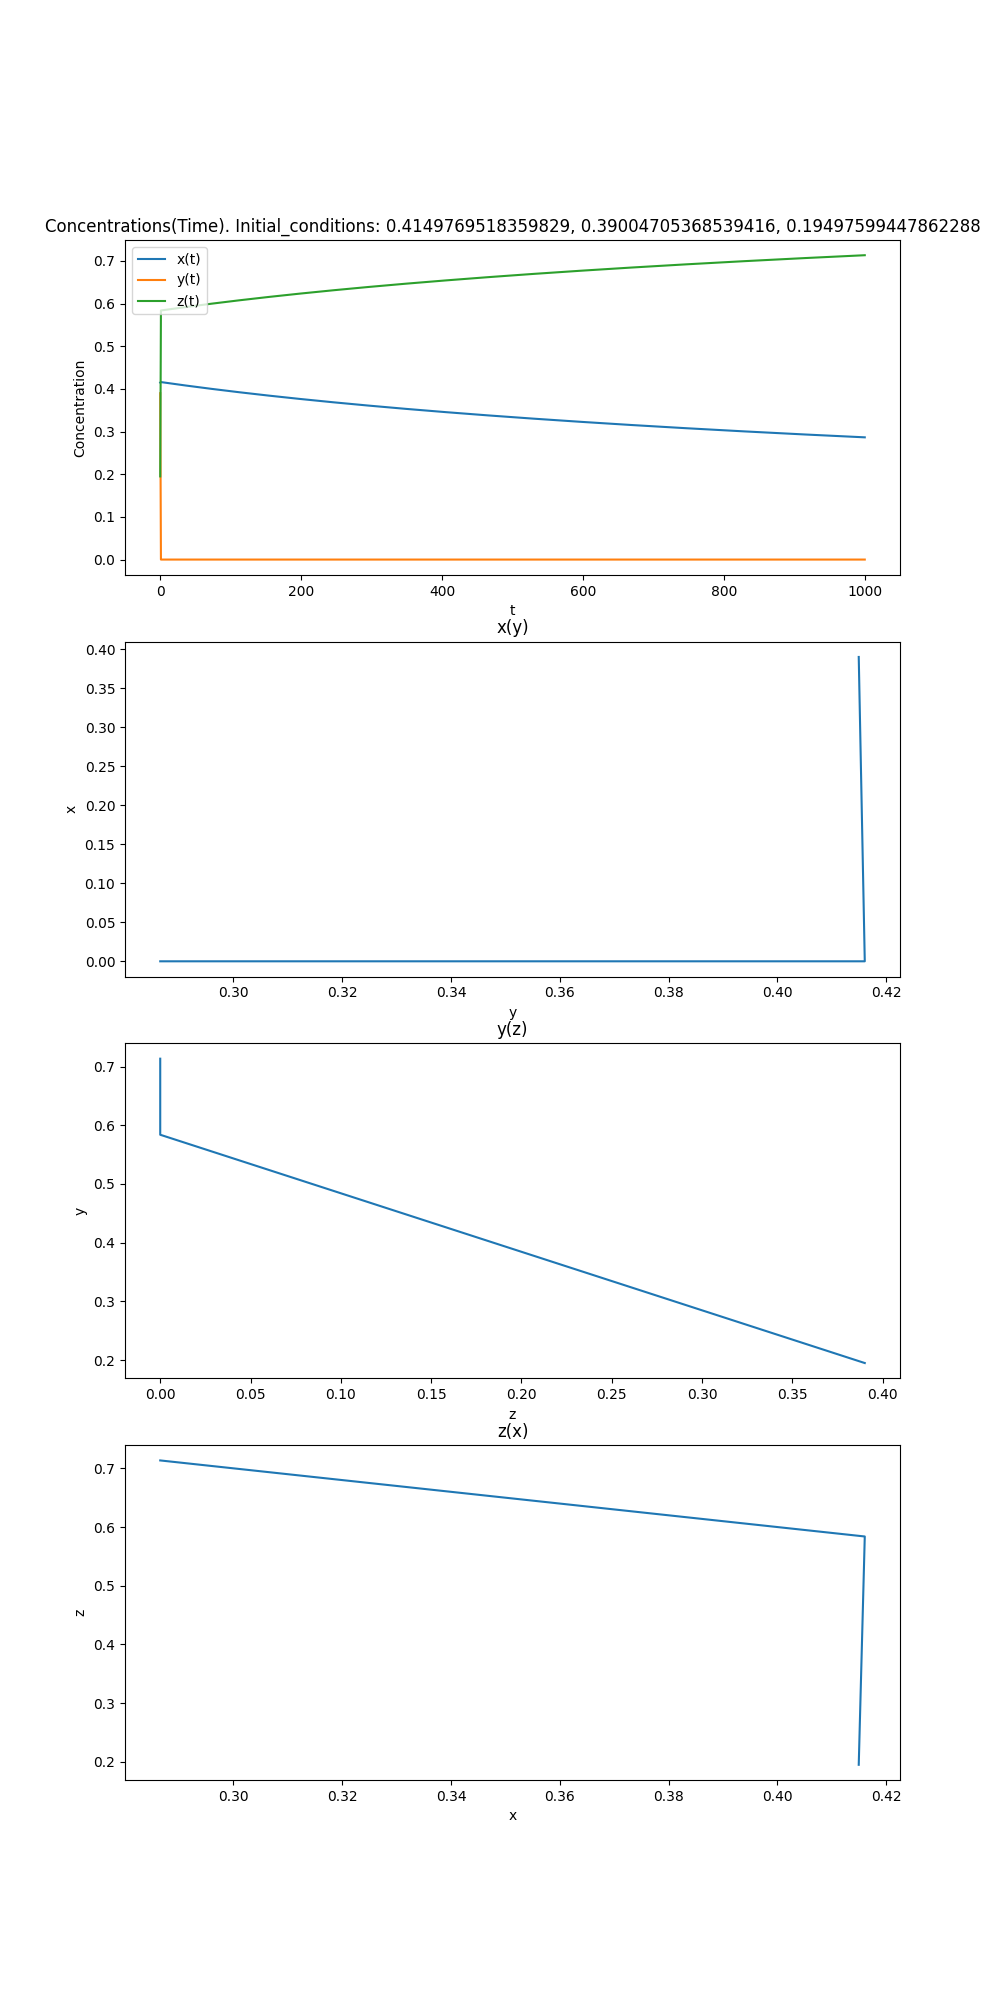 Concentrations(Time). Initial_conditions: 0.4149769518359829, 0.39004705368539416, 0.19497599447862288
x(t)
y(t)
z(t)
Concentration
0.7
0.6
0.5
0.4
0.3
0.2
0.1
0.0
0 200 400 600 800 1000
t
x(y)
x
0.40
0.35
0.30
0.25
0.20
0.15
0.10
0.05
0.00
0.30 0.32 0.34 0.36 0.38 0.40 0.42
y
y(z)
y
0.7
0.6
0.5
0.4
0.3
0.2
0.00 0.05 0.10 0.15 0.20 0.25 0.30 0.35 0.40
z
z(x)
z
0.7
0.6
0.5
0.4
0.3
0.2
0.30 0.32 0.34 0.36 0.38 0.40 0.42
x